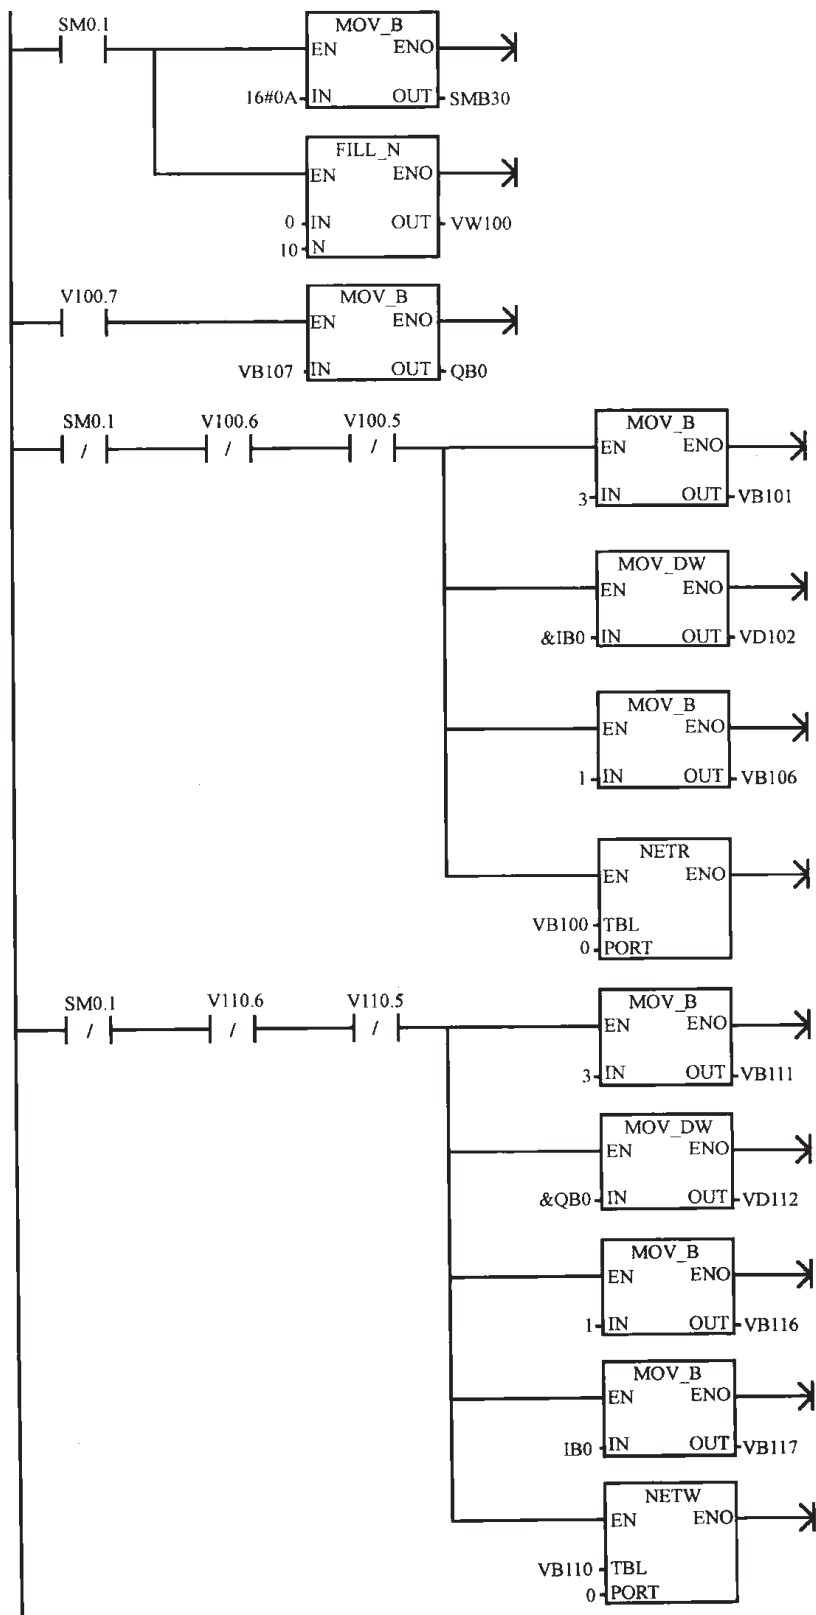 SM0.1
MOV_B
EN ENO
16#0A IN OUT SMB30
FILL_N
EN ENO
0 IN OUT VW100
10 N
V100.7
MOV_B
EN ENO
VB107 IN OUT QB0
SM0.1 V100.6 V100.5
/ / /
MOV_B
EN ENO
3 IN OUT VB101
MOV_DW
EN ENO
&IB0 IN OUT VD102
MOV_B
EN ENO
1 IN OUT VB106
NETR
EN ENO
VB100 TBL
0 PORT
SM0.1 V110.6 V110.5
/ / /
MOV_B
EN ENO
3 IN OUT VB111
MOV_DW
EN ENO
&QB0 IN OUT VD112
MOV_B
EN ENO
1 IN OUT VB116
MOV_B
EN ENO
IB0 IN OUT VB117
NETW
EN ENO
VB110 TBL
0 PORT